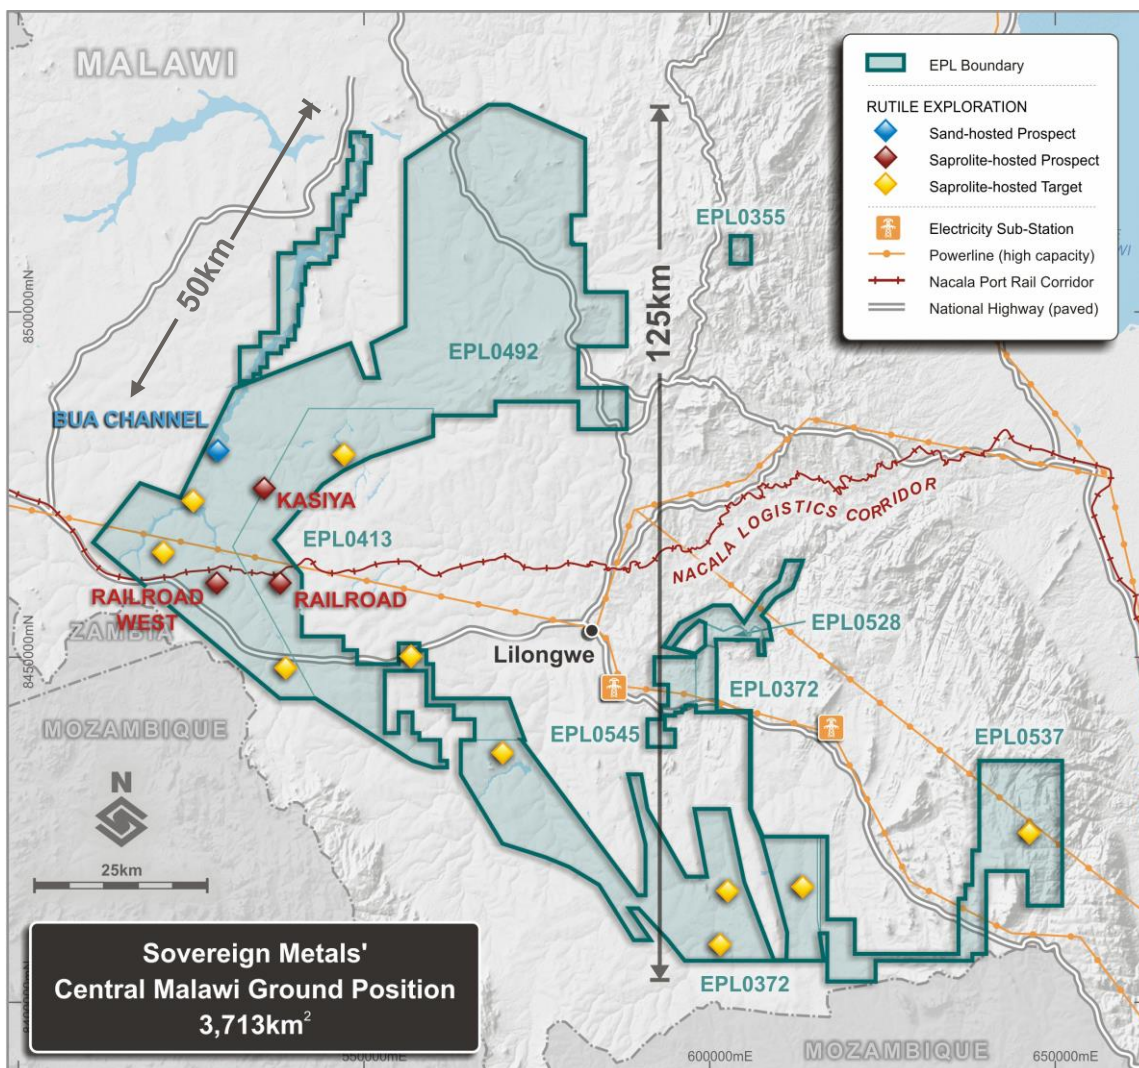 MALAWI
EPL Boundary
RUTILE EXPLORATION
Sand-hosted Prospect
Saprolite-hosted Prospect
Saprolite-hosted Target
Electricity Sub-Station
Powerline (high capacity)
Nacala Port Rail Corridor
National Highway (paved)
EPL0355
50km
125km
8500000mN
EPL0492
BUA CHANNEL
KASIYA
NACALA LOGISTICS CORRIDOR
EPL0413
RAILROAD WEST
RAILROAD
ZAMBIA
EPL0528
8450000mN
Lilongwe
EPL0372
MOZAMBIQUE
EPL0545
EPL0537
N
25km
Sovereign Metals'
Central Malawi Ground Position
3,713km²
EPL0372
550000mE
600000mE
650000mE
MOZAMBIQUE